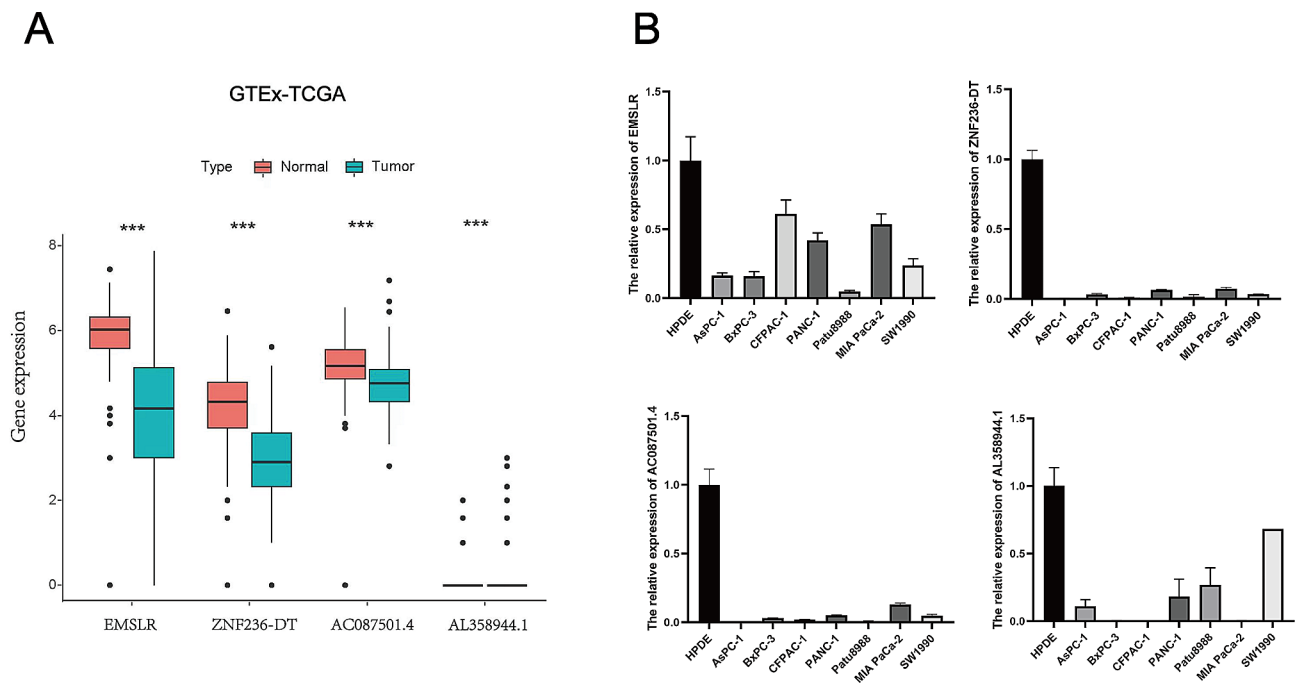 A
GTEx-TCGA
Type Normal Tumor
*** *** *** ***
Gene expression
8
6
4
2
0
EMSLR ZNF236-DT AC087501.4 AL358944.1
B
The relative expression of EMSLR
1.5
1.0
0.5
0.0
HPDE AsPC-1 BxPC-3 CFPAC-1 PANC-1 Patu8988 MIA PaCa-2 SW1990
The relative expression of ZNF236-DT
1.5
1.0
0.5
0.0
HPDE AsPC-1 BxPC-3 CFPAC-1 PANC-1 Patu8988 MIA PaCa-2 SW1990
The relative expression of AC087501.4
1.5
1.0
0.5
0.0
HPDE AsPC-1 BxPC-3 CFPAC-1 PANC-1 Patu8988 MIA PaCa-2 SW1990
The relative expression of AL358944.1
1.5
1.0
0.5
0.0
HPDE AsPC-1 BxPC-3 CFPAC-1 PANC-1 Patu8988 MIA PaCa-2 SW1990